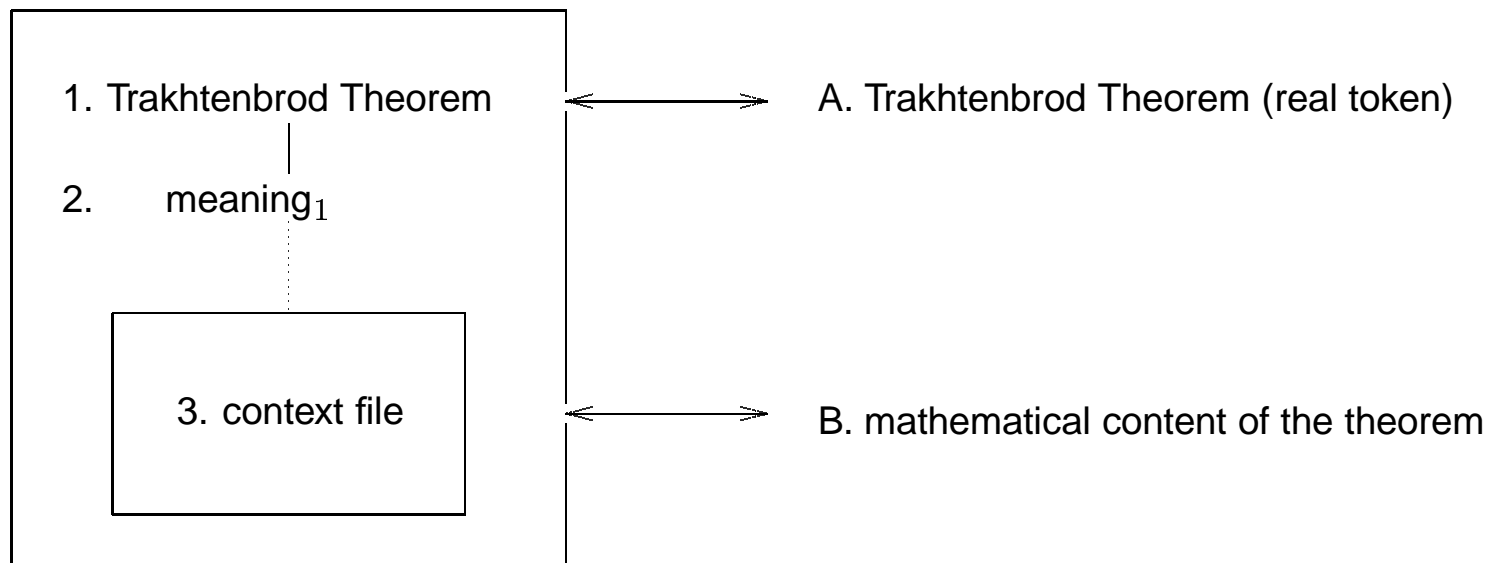 1. Trakhtenbrod Theorem
A. Trakhtenbrod Theorem (real token)
2. meaning₁
3. context file
B. mathematical content of the theorem